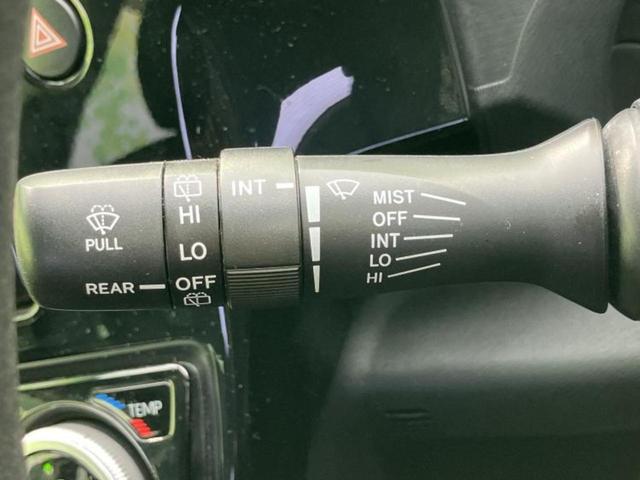 PULL
REAR
HI
LO
OFF
INT
MIST
OFF
INT
LO
HI
TEMP